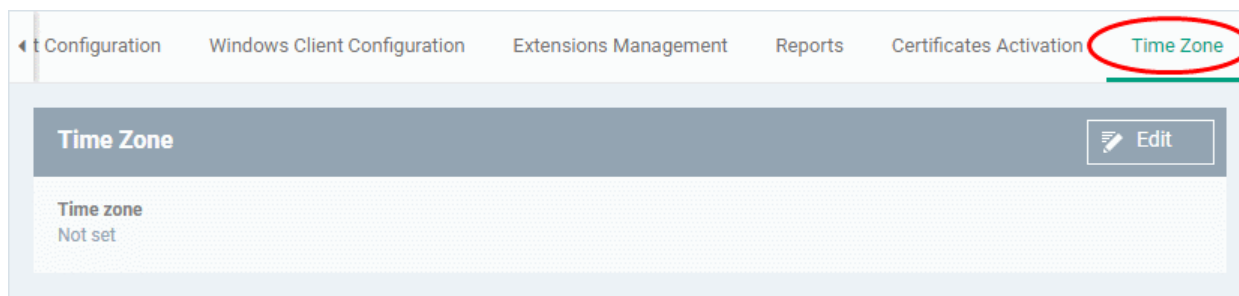 t Configuration Windows Client Configuration Extensions Management Reports Certificates Activation Time Zone
Time Zone Edit
Time zone
Not set